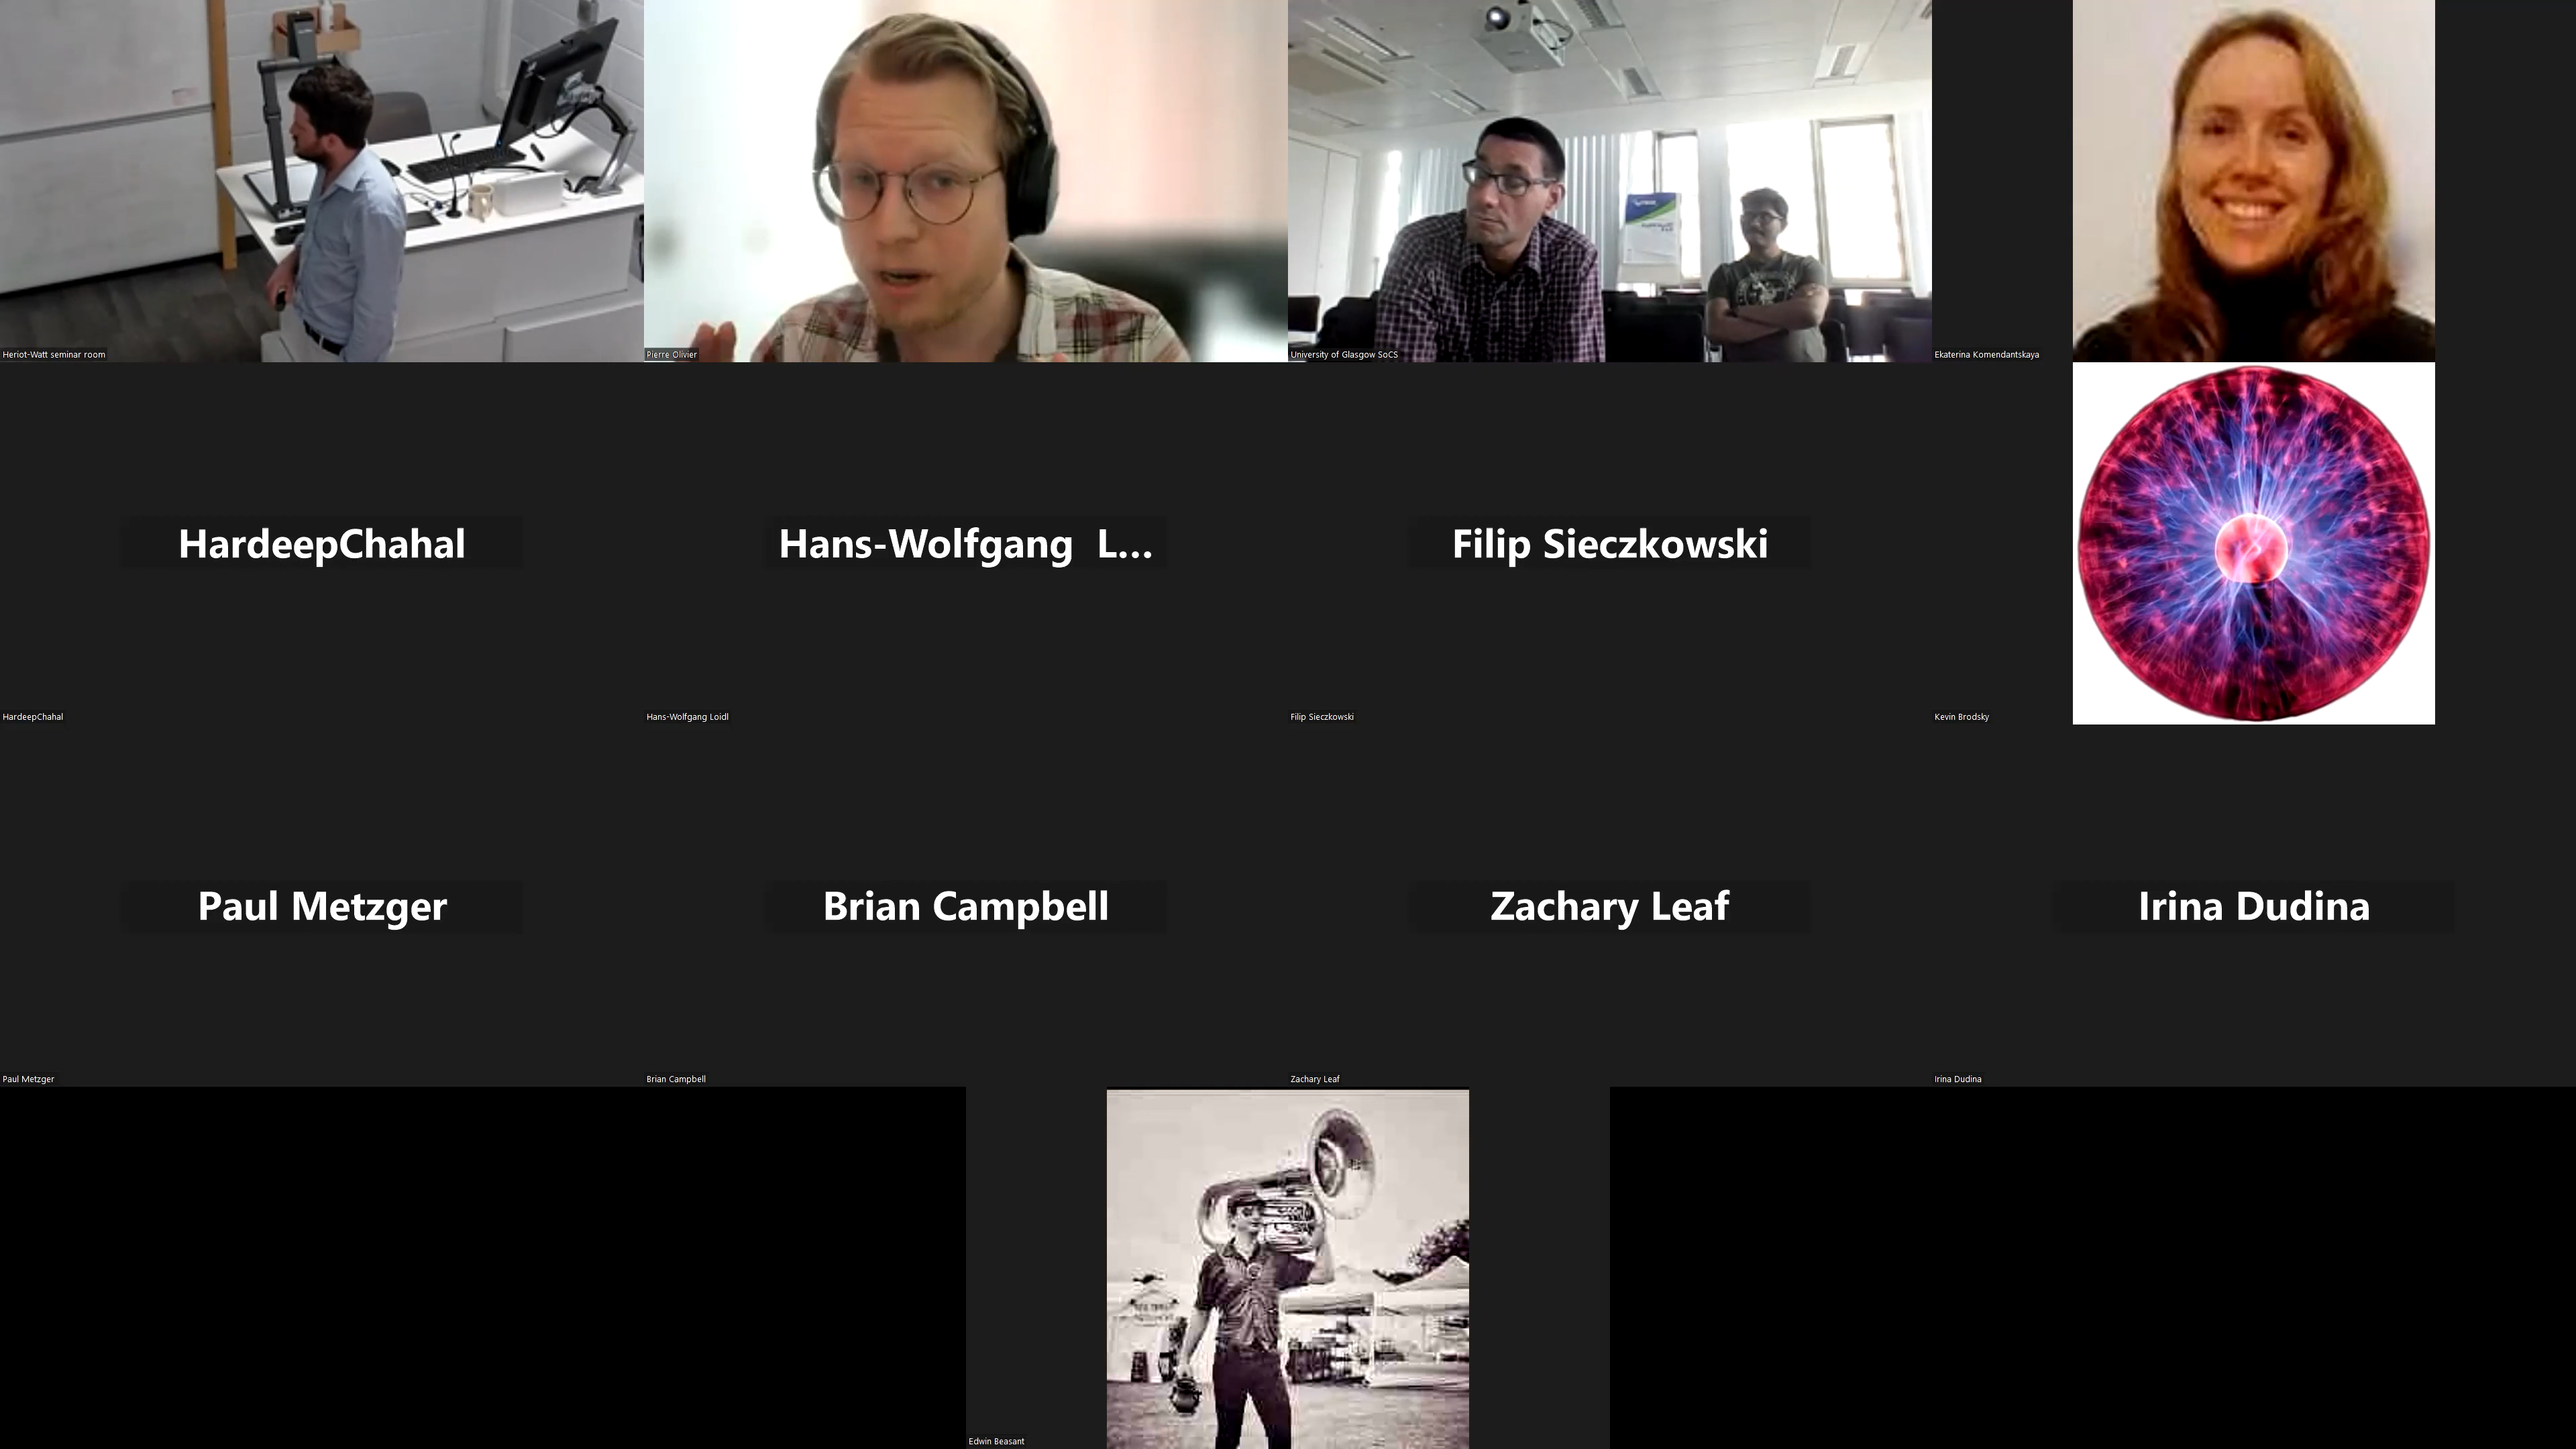 Heriot-Watt seminar room
Pierre Olivier
University of Glasgow SoCS
Ekaterina Komendantskaya
HardeepChahal
Hans-Wolfgang L...
Filip Sieczkowski
HardeepChahal
Hans-Wolfgang Loidl
Filip Sieczkowski
Kevin Brodsky
Paul Metzger
Brian Campbell
Zachary Leaf
Irina Dudina
Paul Metzger
Brian Campbell
Zachary Leaf
Irina Dudina
Edwin Beasant